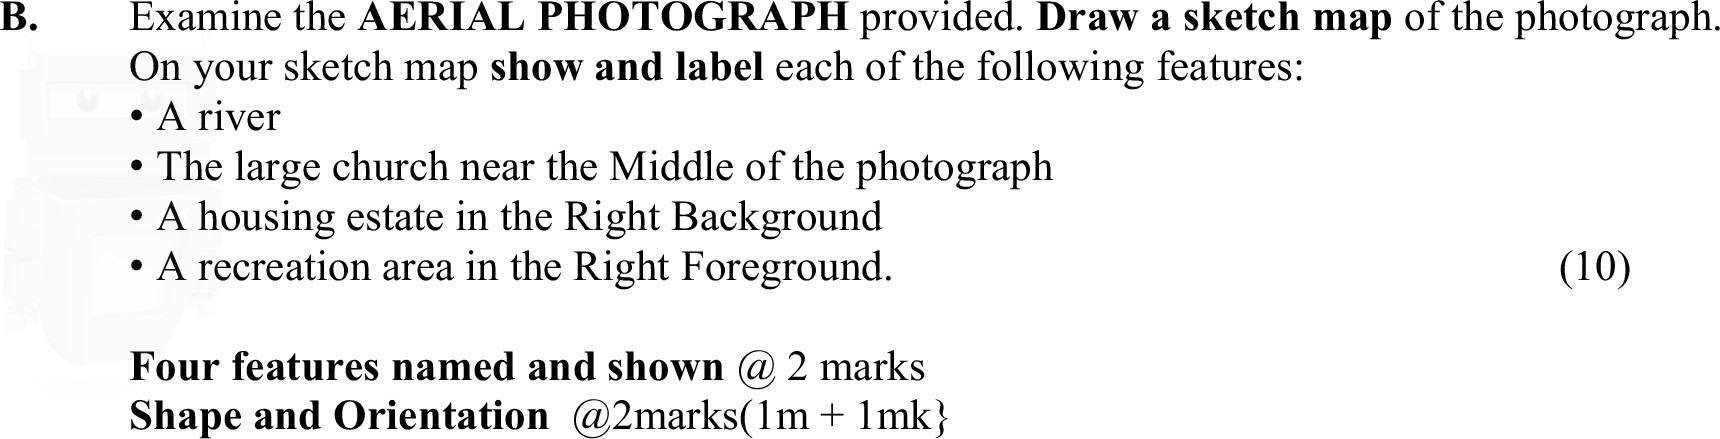 B. Examine the AERIAL PHOTOGRAPH provided. Draw a sketch map of the photograph.
On your sketch map show and label each of the following features:
• A river
• The large church near the Middle of the photograph
• A housing estate in the Right Background
• A recreation area in the Right Foreground. (10)
Four features named and shown @ 2 marks
Shape and Orientation @2marks(1m + 1mk}